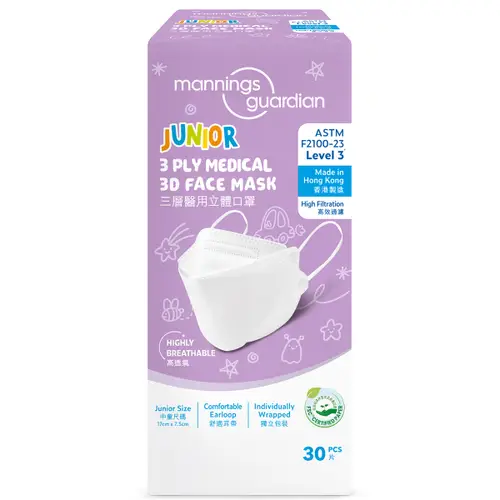 mannings
guardian
JUNIOR
3 PLY MEDICAL
3D FACE MASK
三層醫用立體口罩
ASTM
F2100-23
Level 3
Made in
Hong Kong
香港製造
High Filtration
高效過濾
HIGHLY
BREATHABLE
高透氣
Junior Size
中童尺碼
17cm x 7.5cm
Comfortable
Earloop
舒適耳帶
Individually
Wrapped
獨立包裝
30 PCS
片